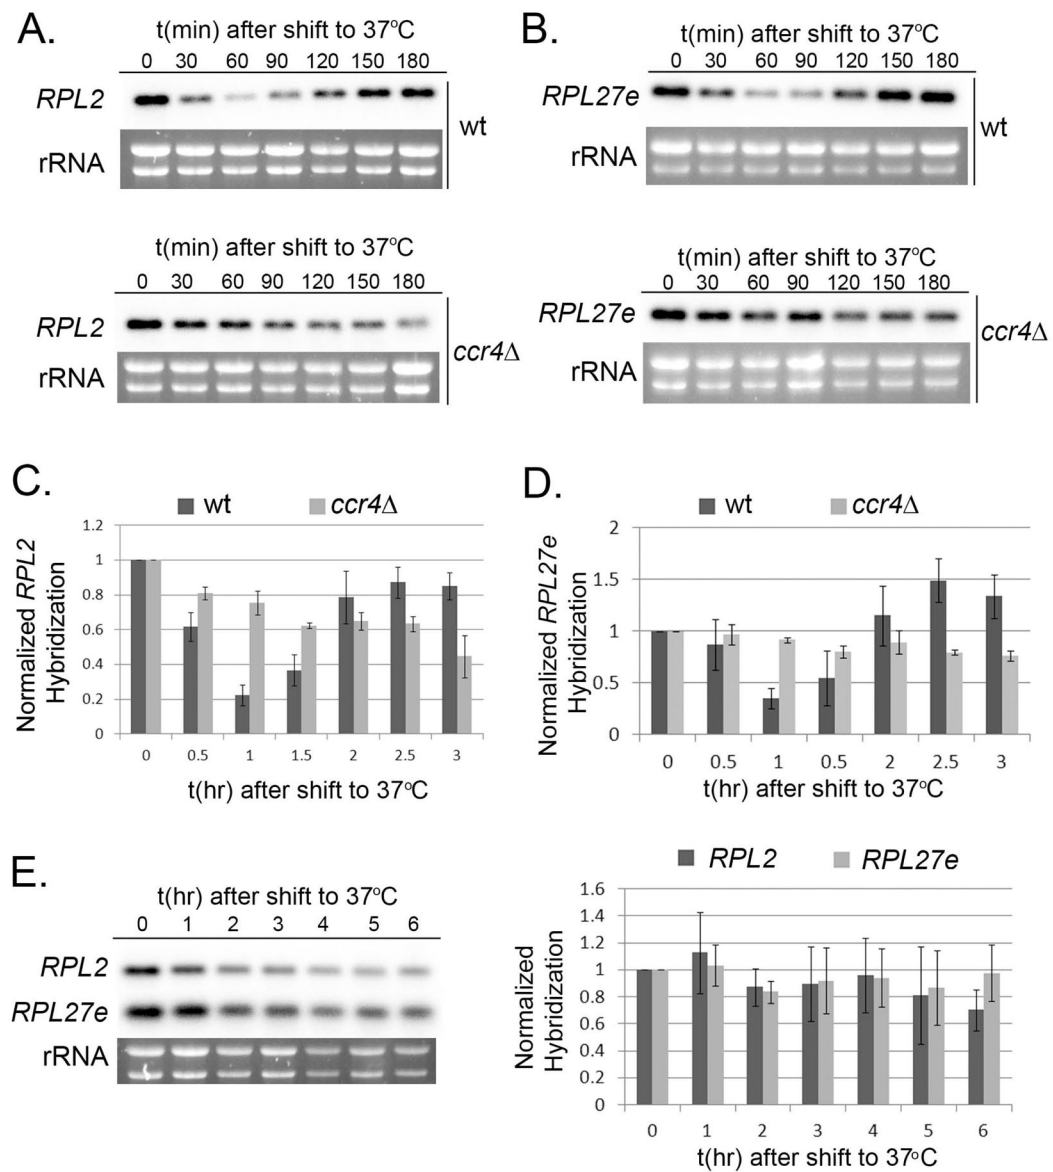 A.
t(min) after shift to 37°C
0 30 60 90 120 150 180
RPL2
rRNA
wt
t(min) after shift to 37°C
0 30 60 90 120 150 180
RPL2
rRNA
ccr4Δ
B.
t(min) after shift to 37°C
0 30 60 90 120 150 180
RPL27e
rRNA
wt
t(min) after shift to 37°C
0 30 60 90 120 150 180
RPL27e
rRNA
ccr4Δ
C.
wt ccr4Δ
Normalized RPL2
Hybridization
1.2
1
0.8
0.6
0.4
0.2
0
0 0.5 1 1.5 2 2.5 3
t(hr) after shift to 37°C
D.
wt ccr4Δ
Normalized RPL27e
Hybridization
2
1.5
1
0.5
0
0 0.5 1 0.5 2 2.5 3
t(hr) after shift to 37°C
E.
t(hr) after shift to 37°C
0 1 2 3 4 5 6
RPL2
RPL27e
rRNA
RPL2 RPL27e
Normalized
Hybridization
1.6
1.4
1.2
1
0.8
0.6
0.4
0.2
0
0 1 2 3 4 5 6
t(hr) after shift to 37°C